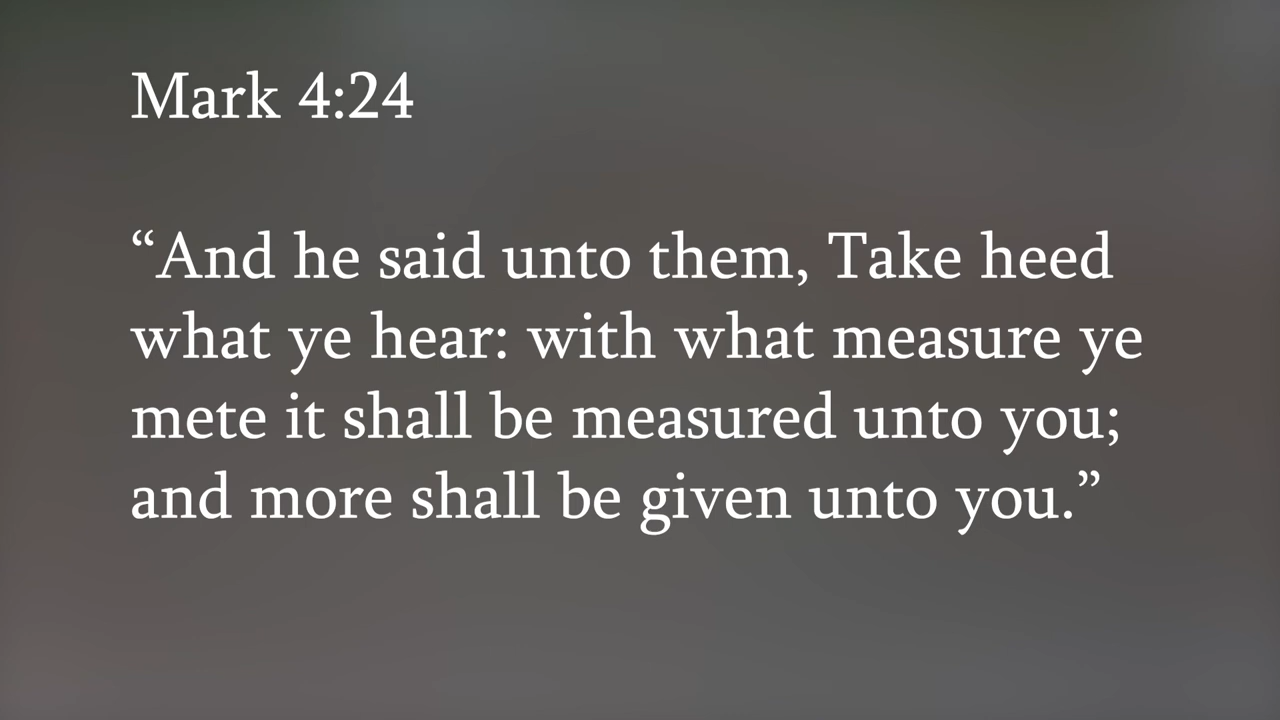 Mark 4:24
“And he said unto them, Take heed
what ye hear: with what measure ye
mete it shall be measured unto you;
and more shall be given unto you.”